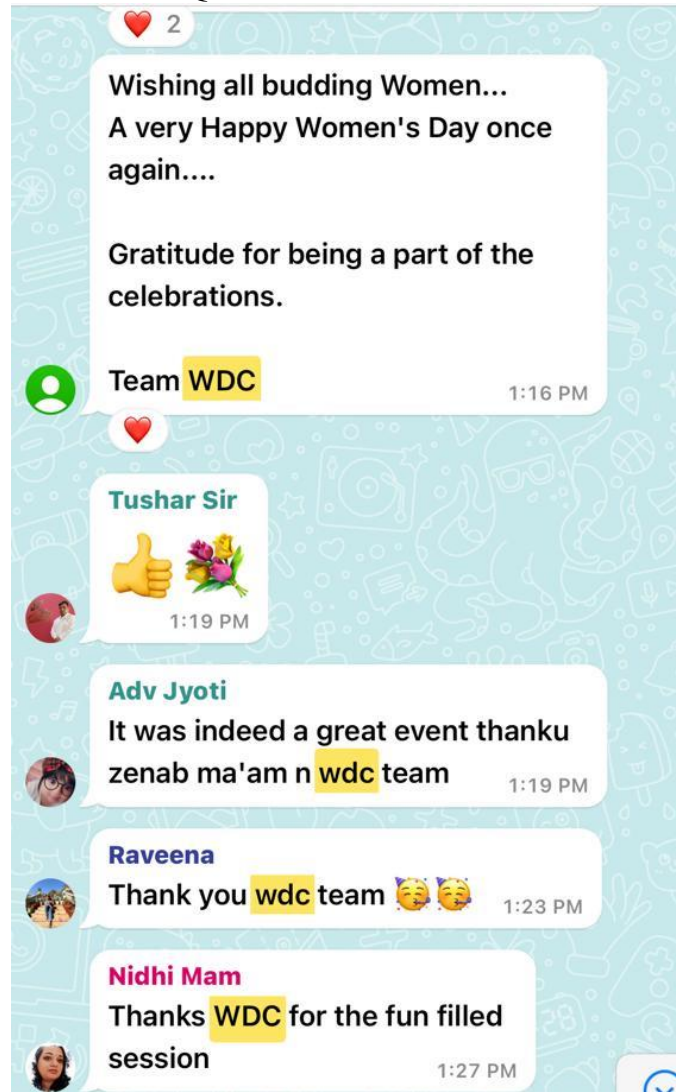 ❤️ 2
Wishing all budding Women...
A very Happy Women's Day once
again....
Gratitude for being a part of the
celebrations.
Team WDC
1:16 PM
❤️
Tushar Sir
👍💐
1:19 PM
Adv Jyoti
It was indeed a great event thanku
zenab ma'am n wdc team
1:19 PM
Raveena
Thank you wdc team 🥳🥳
1:23 PM
Nidhi Mam
Thanks WDC for the fun filled
session
1:27 PM